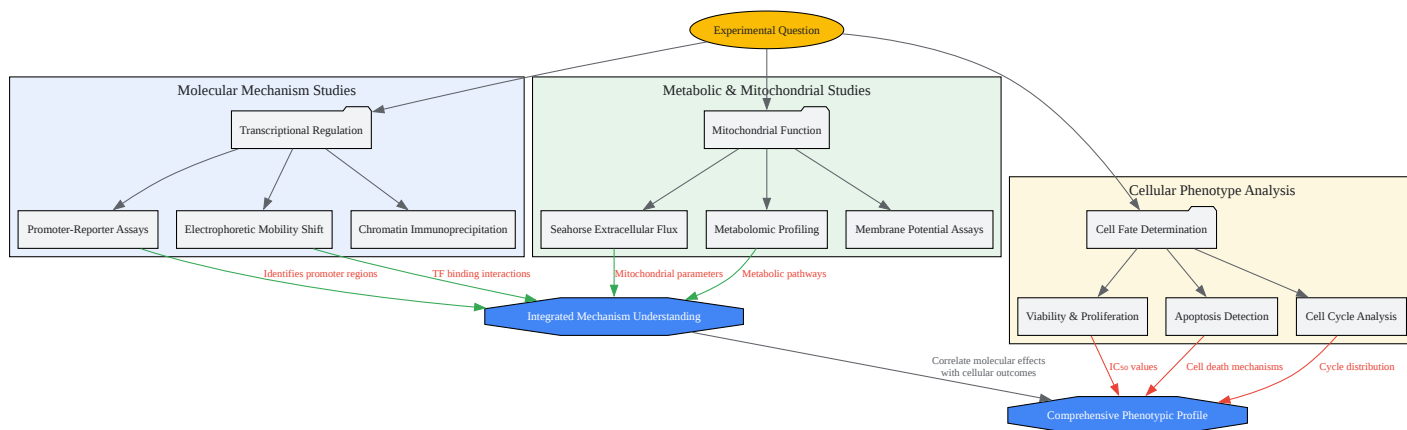 Experimental Question
Molecular Mechanism Studies
Metabolic & Mitochondrial Studies
Transcriptional Regulation
Mitochondrial Function
Cellular Phenotype Analysis
Promoter-Reporter Assays
Electrophoretic Mobility Shift
Chromatin Immunoprecipitation
Seahorse Extracellular Flux
Metabolomic Profiling
Membrane Potential Assays
Cell Fate Determination
Identifies promoter regions
TF binding interactions
Mitochondrial parameters
Metabolic pathways
Integrated Mechanism Understanding
Viability & Proliferation
Apoptosis Detection
Cell Cycle Analysis
Correlate molecular effects
with cellular outcomes
IC₅₀ values
Cell death mechanisms
Cycle distribution
Comprehensive Phenotypic Profile